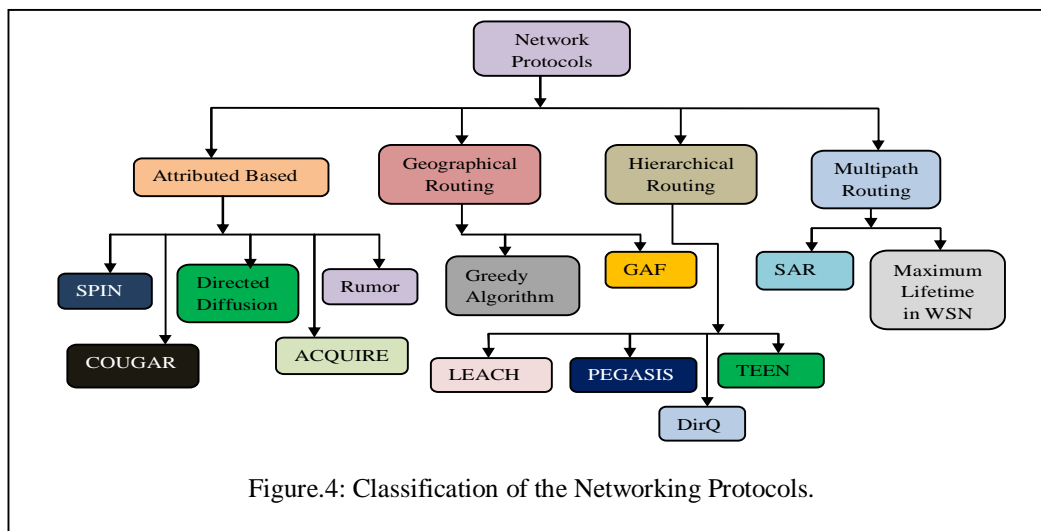 Network
Protocols
Attributed Based
Geographical
Routing
Hierarchical
Routing
Multipath
Routing
SPIN
Directed
Diffusion
Rumor
COUGAR
ACQUIRE
Greedy
Algorithm
GAF
SAR
Maximum
Lifetime
in WSN
LEACH
PEGASIS
TEEN
DirQ
Figure.4: Classification of the Networking Protocols.